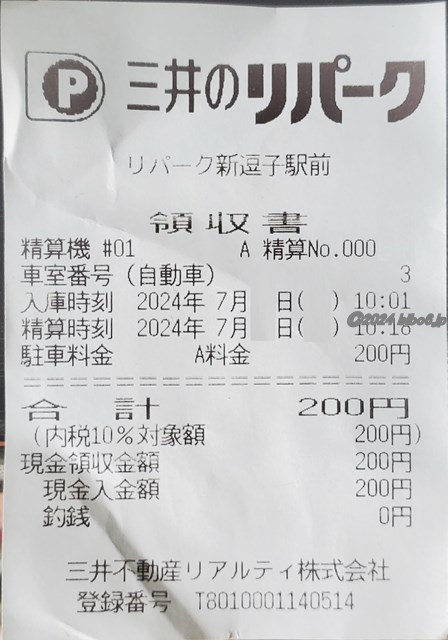 P 三井のリパーク
リパーク新逗子駅前
領収書
精算機 #01 A 精算No.000
車室番号(自動車) 3
入庫時刻 2024年 7月 日( ) 10:01
精算時刻 2024年 7月 日( )
駐車料金 A料金 200円
合 計 200円
(内税10%対象額 200円)
現金領収金額 200円
現金入金額 200円
釣銭 0円
三井不動産リアルティ株式会社
登録番号 T8010001140514